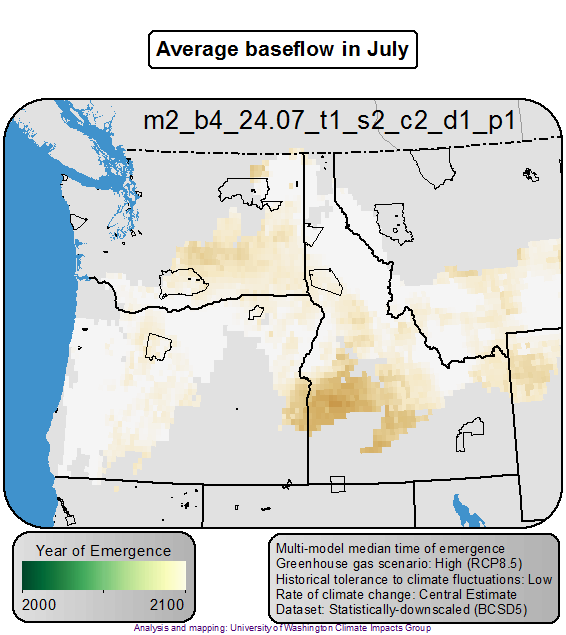 Average baseflow in July
m2_b4_24.07_t1_s2_c2_d1_p1
Year of Emergence
2000 2100
Multi-model median time of emergence
Greenhouse gas scenario: High (RCP8.5)
Historical tolerance to climate fluctuations: Low
Rate of climate change: Central Estimate
Dataset: Statistically-downscaled (BCSD5)
Analysis and mapping: University of Washington Climate Impacts Group